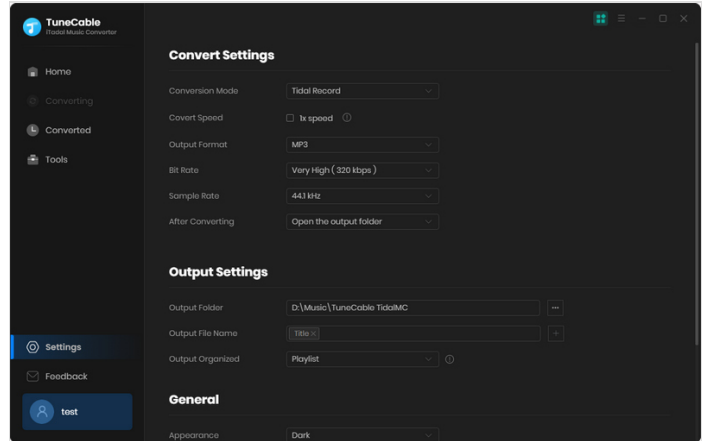 TuneCable
iTadal Music Converter
Home
Converting
Converted
Tools
Settings
Feedback
test
Convert Settings
Conversion Mode
Tidal Record
Covert Speed
1x speed
Output Format
MP3
Bit Rate
Very High ( 320 kbps )
Sample Rate
44.1 kHz
After Converting
Open the output folder
Output Settings
Output Folder
D:\Music\TuneCable TidalMC
...
Output File Name
Title ×
+
Output Organized
Playlist
General
Appearance
Dark